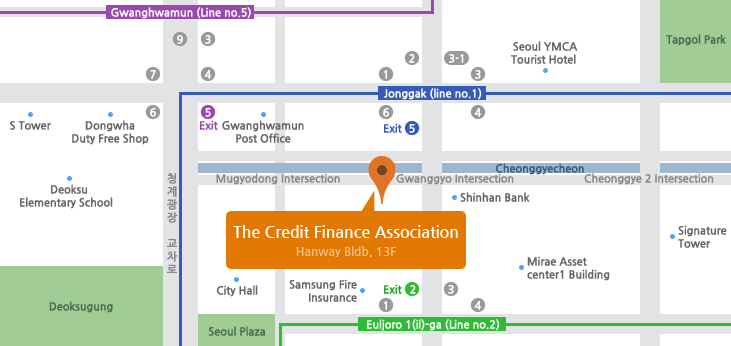 Gwanghwamun (Line no.5)
9
3
Tapgol Park
Seoul YMCA
Tourist Hotel
2
3-1
7
4
1
3
Jonggak (line no.1)
6
5
6
4
S Tower
Dongwha
Duty Free Shop
Exit
Gwanghwamun
Post Office
Exit 5
Cheonggyecheon
청계광장 교차로
Mugyodong Intersection
Gwanggyo Intersection
Cheonggye 2 Intersection
Deoksu
Elementary School
Shinhan Bank
The Credit Finance Association
Hanway Bldb, 13F
Signature
Tower
Mirae Asset
center1 Building
City Hall
Samsung Fire
Insurance
Exit 2
3
1
4
Deoksugung
Seoul Plaza
Euljoro 1(il)-ga (Line no.2)